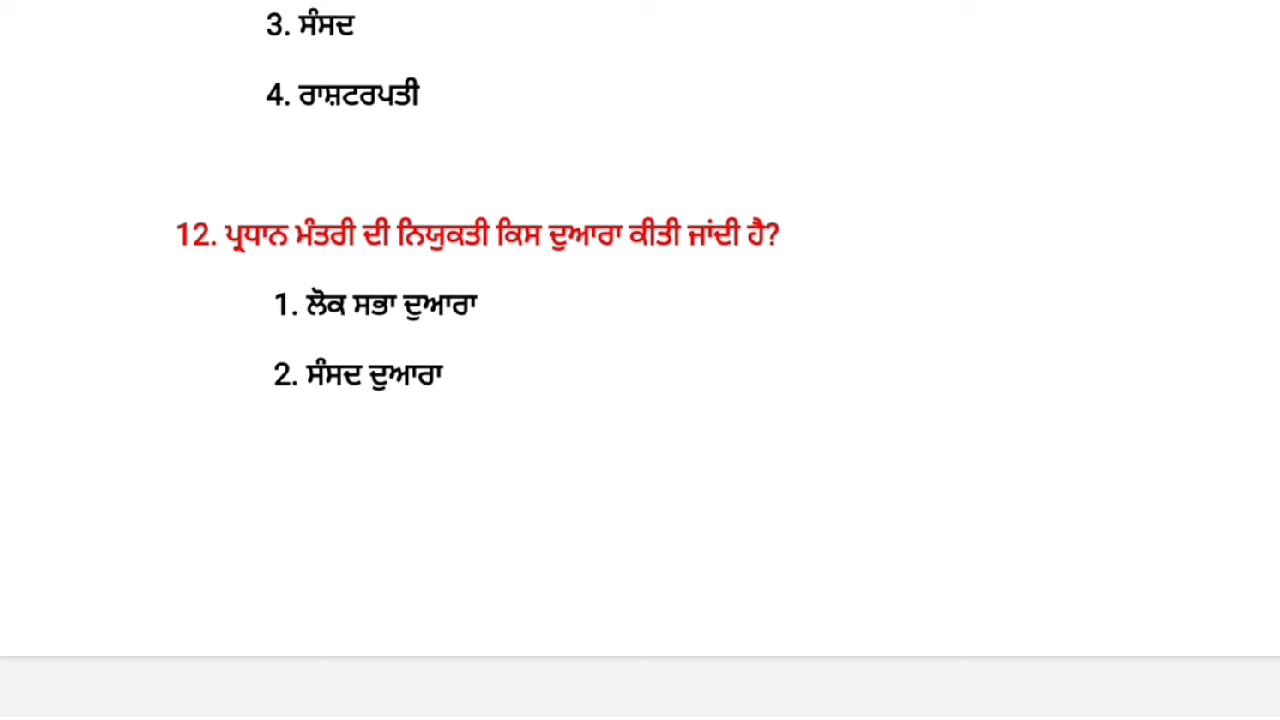 3. ਸੰਸਦ
4. ਰਾਸ਼ਟਰਪਤੀ
12. ਪ੍ਰਧਾਨ ਮੰਤਰੀ ਦੀ ਨਿਯੁਕਤੀ ਕਿਸ ਦੁਆਰਾ ਕੀਤੀ ਜਾਂਦੀ ਹੈ?
1. ਲੋਕ ਸਭਾ ਦੁਆਰਾ
2. ਸੰਸਦ ਦੁਆਰਾ